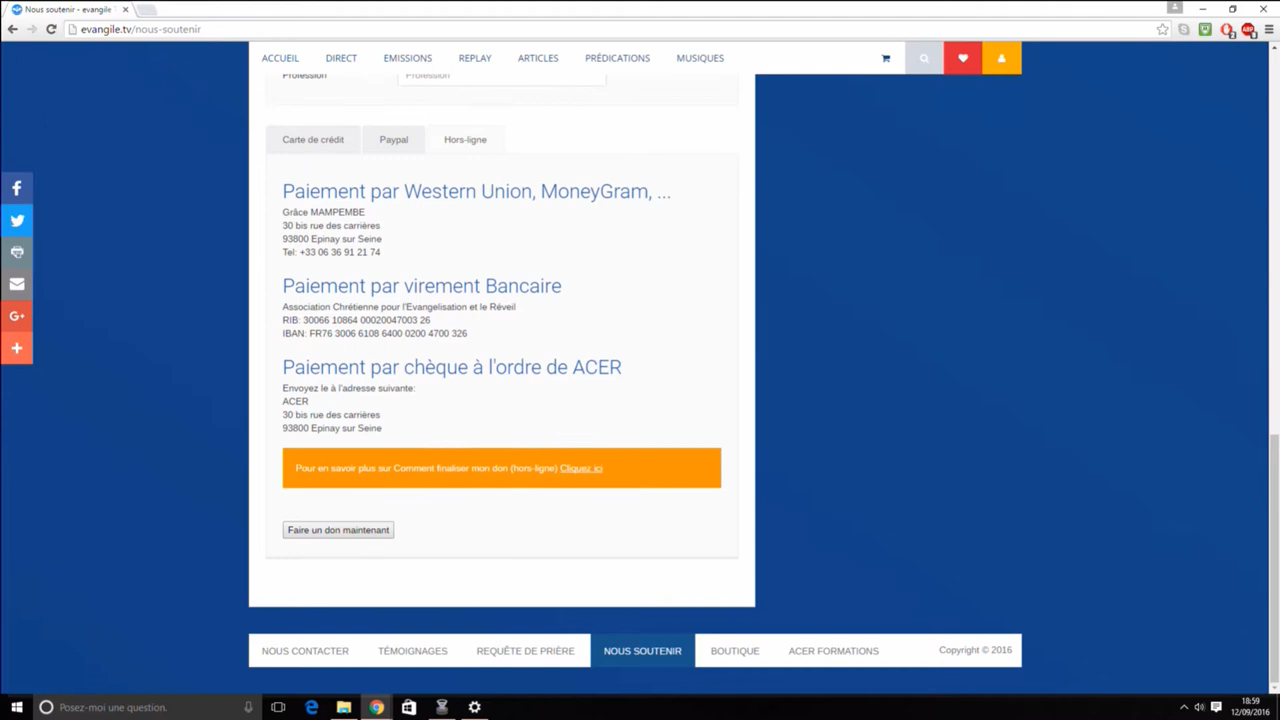 Nous soutenir - evangile
evangile.tv/nous-soutenir
ACCUEIL DIRECT EMISSIONS REPLAY ARTICLES PRÉDICATIONS MUSIQUES
Profession Profession
Carte de crédit Paypal Hors-ligne
Paiement par Western Union, MoneyGram, ...
Grâce MAMPEMBE
30 bis rue des carrières
93800 Epinay sur Seine
Tel: +33 06 36 91 21 74
Paiement par virement Bancaire
Association Chrétienne pour l'Evangelisation et le Réveil
RIB: 30066 10864 00020047003 26
IBAN: FR76 3006 6108 6400 0200 4700 326
Paiement par chèque à l'ordre de ACER
Envoyez le à l'adresse suivante:
ACER
30 bis rue des carrières
93800 Epinay sur Seine
Pour en savoir plus sur Comment finaliser mon don (hors-ligne) Cliquez ici
Faire un don maintenant
NOUS CONTACTER TÉMOIGNAGES REQUÊTE DE PRIÈRE NOUS SOUTENIR BOUTIQUE ACER FORMATIONS Copyright © 2016
Posez-moi une question.
18:59
12/09/2016